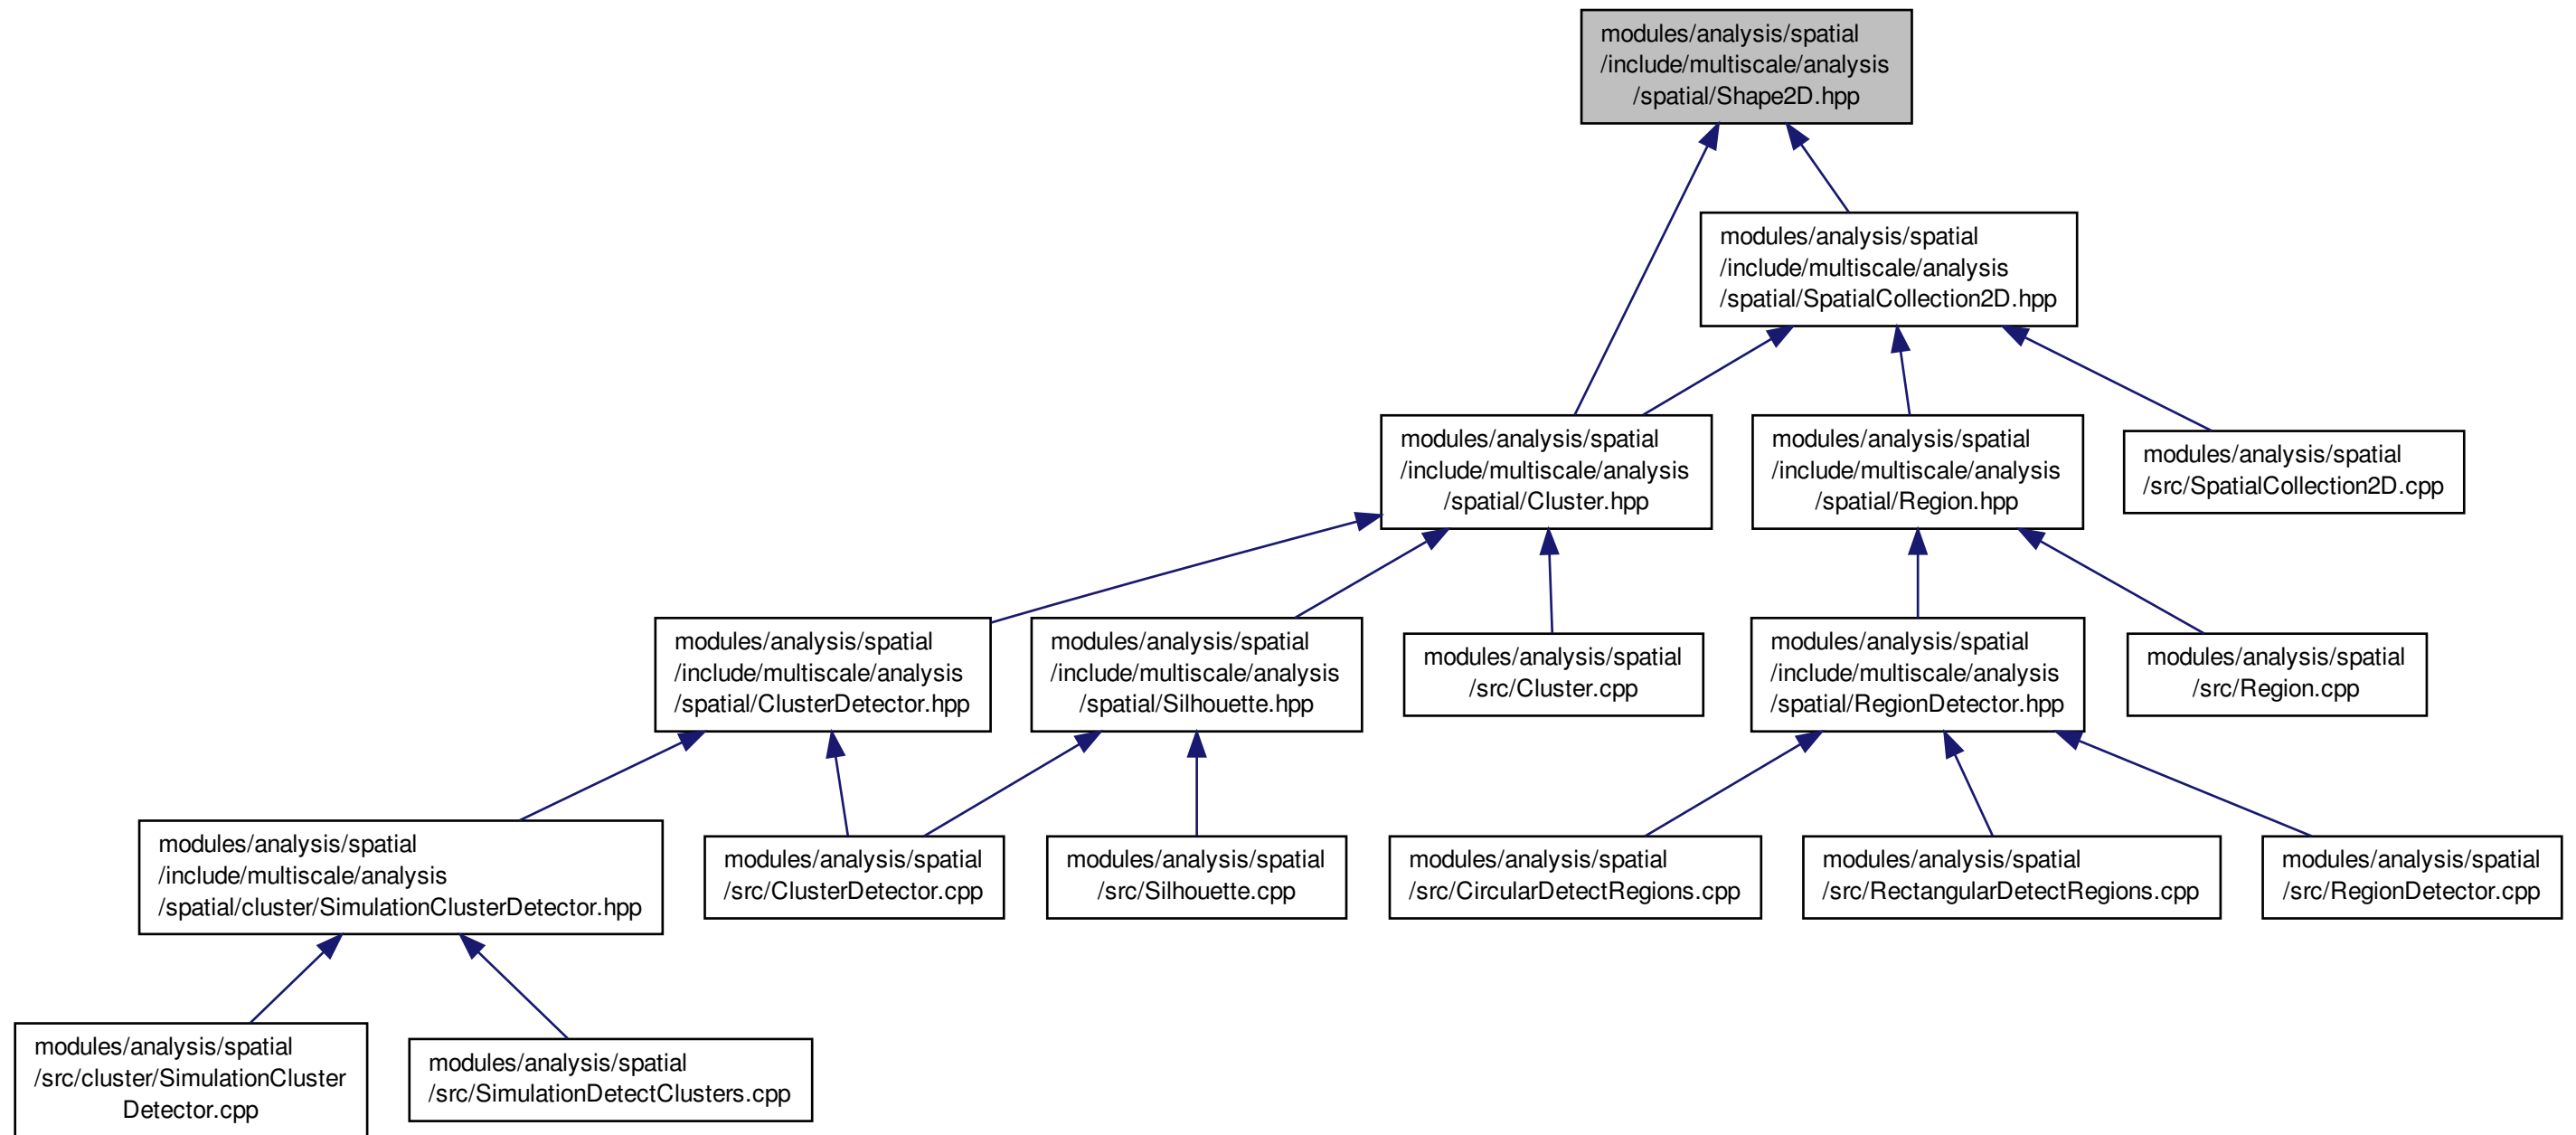 modules/analysis/spatial
/include/multiscale/analysis
/spatial/Shape2D.hpp
modules/analysis/spatial
/include/multiscale/analysis
/spatial/SpatialCollection2D.hpp
modules/analysis/spatial
/include/multiscale/analysis
/spatial/Cluster.hpp
modules/analysis/spatial
/include/multiscale/analysis
/spatial/Region.hpp
modules/analysis/spatial
/src/SpatialCollection2D.cpp
modules/analysis/spatial
/include/multiscale/analysis
/spatial/ClusterDetector.hpp
modules/analysis/spatial
/include/multiscale/analysis
/spatial/Silhouette.hpp
modules/analysis/spatial
/src/Cluster.cpp
modules/analysis/spatial
/include/multiscale/analysis
/spatial/RegionDetector.hpp
modules/analysis/spatial
/src/Region.cpp
modules/analysis/spatial
/include/multiscale/analysis
/spatial/cluster/SimulationClusterDetector.hpp
modules/analysis/spatial
/src/ClusterDetector.cpp
modules/analysis/spatial
/src/Silhouette.cpp
modules/analysis/spatial
/src/CircularDetectRegions.cpp
modules/analysis/spatial
/src/RectangularDetectRegions.cpp
modules/analysis/spatial
/src/RegionDetector.cpp
modules/analysis/spatial
/src/cluster/SimulationCluster
Detector.cpp
modules/analysis/spatial
/src/SimulationDetectClusters.cpp